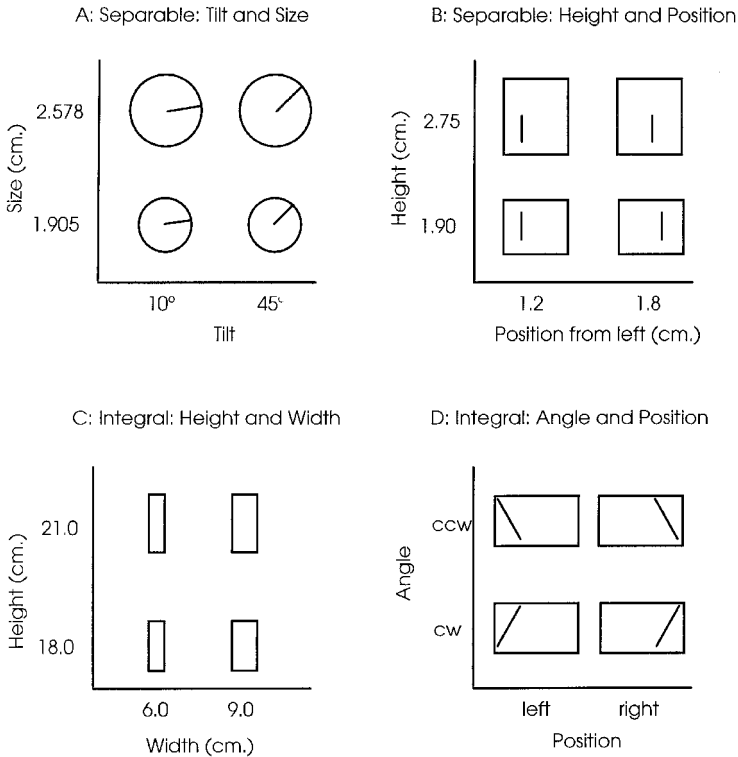 A: Separable: Tilt and Size
B: Separable: Height and Position
Size (cm.)
2.578
1.905
10°
45°
Tilt
Height (cm.)
2.75
1.90
1.2
1.8
Position from left (cm.)
C: Integral: Height and Width
D: Integral: Angle and Position
Height (cm.)
21.0
18.0
6.0
9.0
Width (cm.)
Angle
CCW
CW
left
right
Position